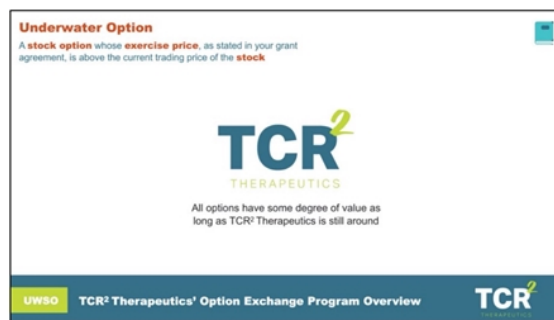 Underwater Option
A stock option whose exercise price, as stated in your grant
agreement, is above the current trading price of the stock
TCR²
THERAPEUTICS
All options have some degree of value as
long as TCR² Therapeutics is still around
UWSO
TCR² Therapeutics' Option Exchange Program Overview
TCR²
THERAPEUTICS